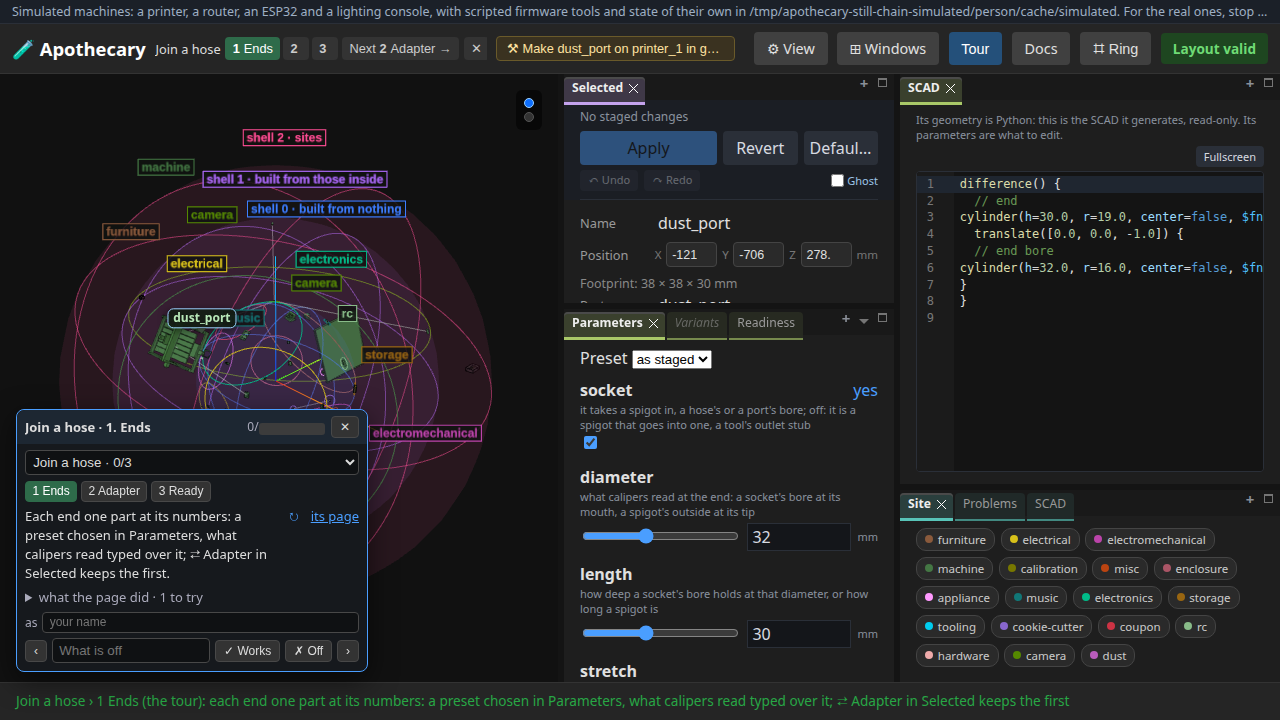 Simulated machines: a printer, a router, an ESP32 and a lighting console, with scripted firmware tools and state of their own in /tmp/apothecary-still-chain-simulated/person/cache/simulated. For the real ones, stop ...
Apothecary Join a hose 1 Ends 2 3 Next 2 Adapter → ✕ ⚒ Make dust_port on printer_1 in g... ⚙ View ⊞ Windows Tour Docs ⌗ Ring Layout valid
shell 2 · sites
machine
shell 1 · built from those inside
camera
shell 0 · built from nothing
furniture
electrical
electronics
camera
dust_port
rc
storage
electromechanical
Join a hose · 1. Ends 0/ ✕
Join a hose · 0/3
1 Ends 2 Adapter 3 Ready
Each end one part at its numbers: a
preset chosen in Parameters, what
calipers read typed over it; ⇄ Adapter in
Selected keeps the first.
↻ its page
▶ what the page did · 1 to try
as your name
‹ What is off ✓ Works ✗ Off ›
Selected ✕
No staged changes
Apply Revert Defaul...
↶ Undo ↷ Redo Ghost
Name dust_port
Position X -121 Y -706 Z 278. mm
Footprint: 38 × 38 × 30 mm
Parameters ✕ Variants Readiness
Preset as staged
socket yes
it takes a spigot in, a hose's or a port's bore; off: it is a
spigot that goes into one, a tool's outlet stub
diameter
what calipers read at the end: a socket's bore at its
mouth, a spigot's outside at its tip
32 mm
length
how deep a socket's bore holds at that diameter, or how
long a spigot is
30 mm
stretch
SCAD ✕
Its geometry is Python: this is the SCAD it generates, read-only. Its
parameters are what to edit.
Fullscreen
1 difference() {
2 // end
3 cylinder(h=30.0, r=19.0, center=false, $fn
4 translate([0.0, 0.0, -1.0]) {
5 // end bore
6 cylinder(h=32.0, r=16.0, center=false, $fn
7 }
8 }
9
Site ✕ Problems SCAD
furniture electrical electromechanical
machine calibration misc enclosure
appliance music electronics storage
tooling cookie-cutter coupon rc
hardware camera dust
Join a hose › 1 Ends (the tour): each end one part at its numbers: a preset chosen in Parameters, what calipers read typed over it; ⇄ Adapter in Selected keeps the first